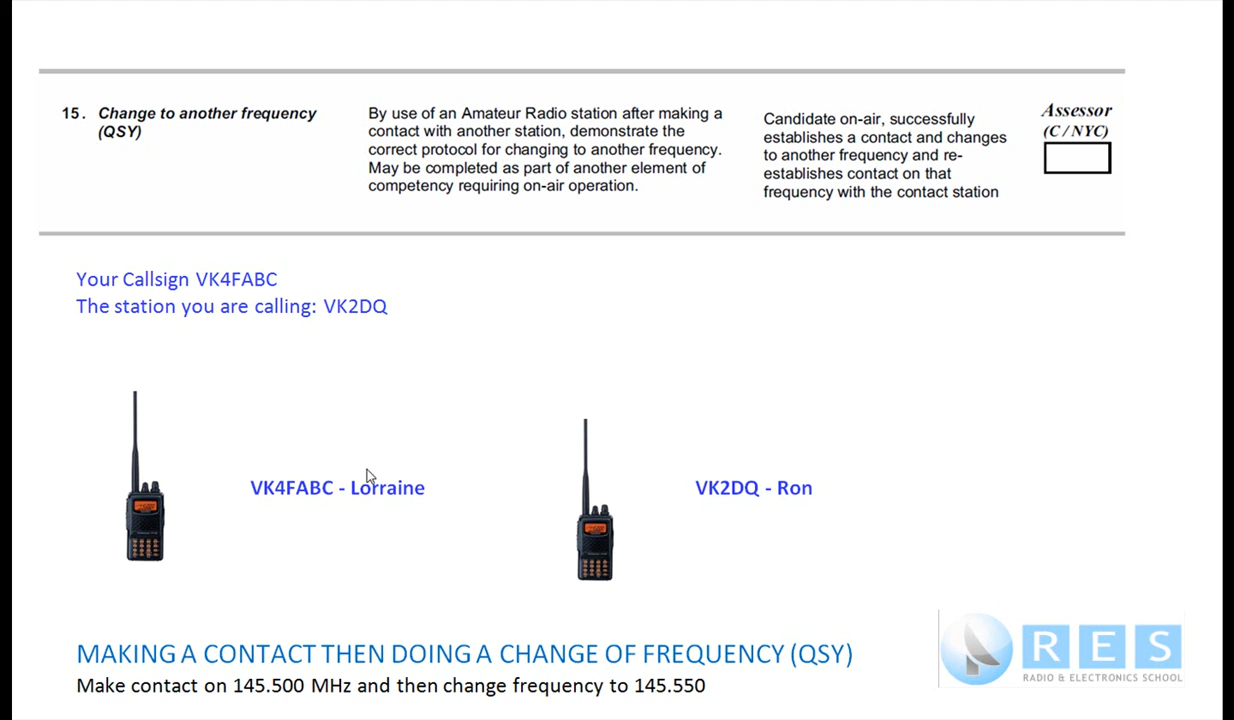 15. Change to another frequency
(QSY)
By use of an Amateur Radio station after making a
contact with another station, demonstrate the
correct protocol for changing to another frequency.
May be completed as part of another element of
competency requiring on-air operation.
Candidate on-air, successfully
establishes a contact and changes
to another frequency and re-
establishes contact on that
frequency with the contact station
Assessor
(C / NYC)
Your Callsign VK4FABC
The station you are calling: VK2DQ
VK4FABC - Lorraine
VK2DQ - Ron
MAKING A CONTACT THEN DOING A CHANGE OF FREQUENCY (QSY)
Make contact on 145.500 MHz and then change frequency to 145.550
RES
RADIO & ELECTRONICS SCHOOL